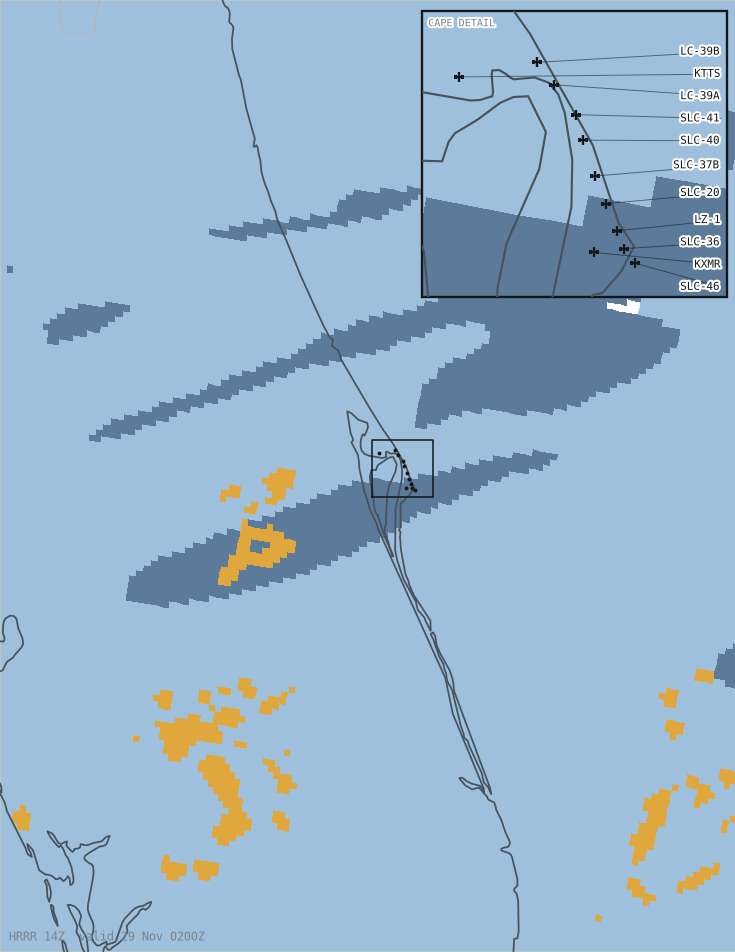 CAPE DETAIL
LC-39B
KTTS
LC-39A
SLC-41
SLC-40
SLC-37B
SLC-20
LZ-1
SLC-36
KXMR
SLC-46
HRRR 14Z  valid 29 Nov 0200Z